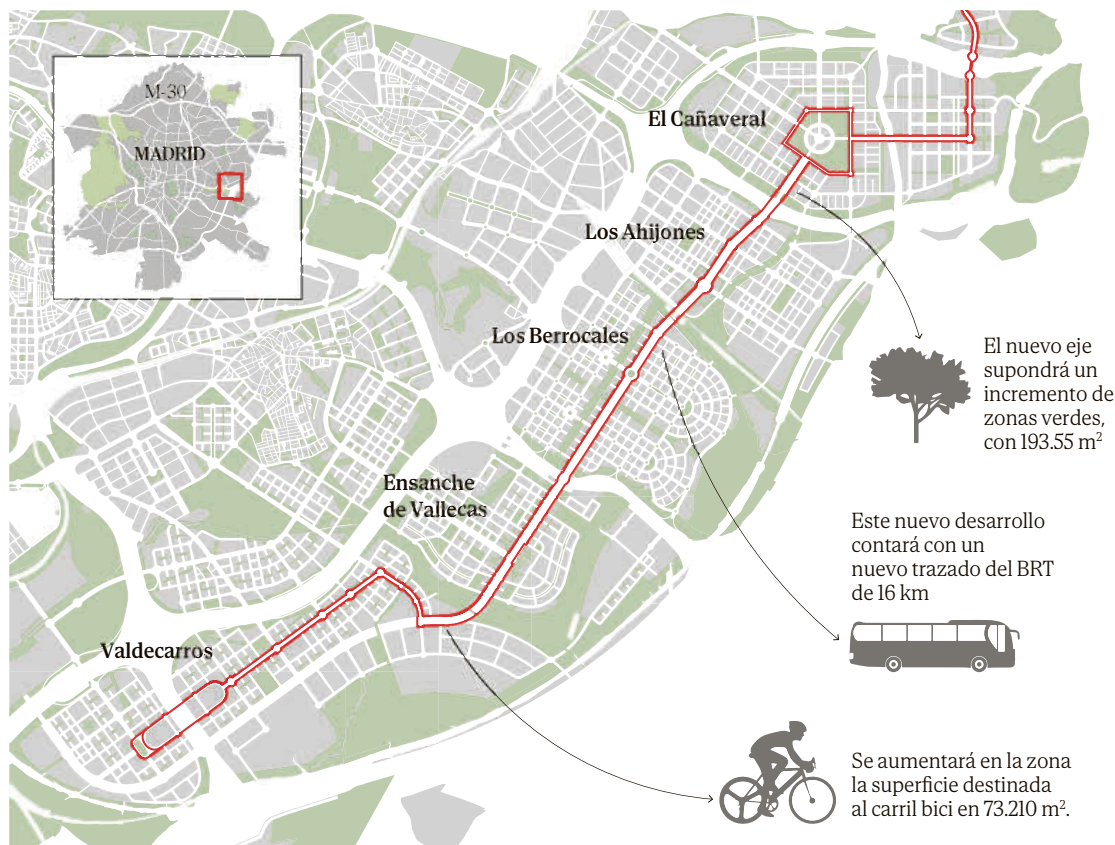 M-30
MADRID
El Cañaveral
Los Ahijones
Los Berrocales
Ensanche
de Vallecas
Valdecarros
El nuevo eje
supondrá un
incremento de
zonas verdes,
con 193.55 m²
Este nuevo desarrollo
contará con un
nuevo trazado del BRT
de 16 km
Se aumentará en la zona
la superficie destinada
al carril bici en 73.210 m².